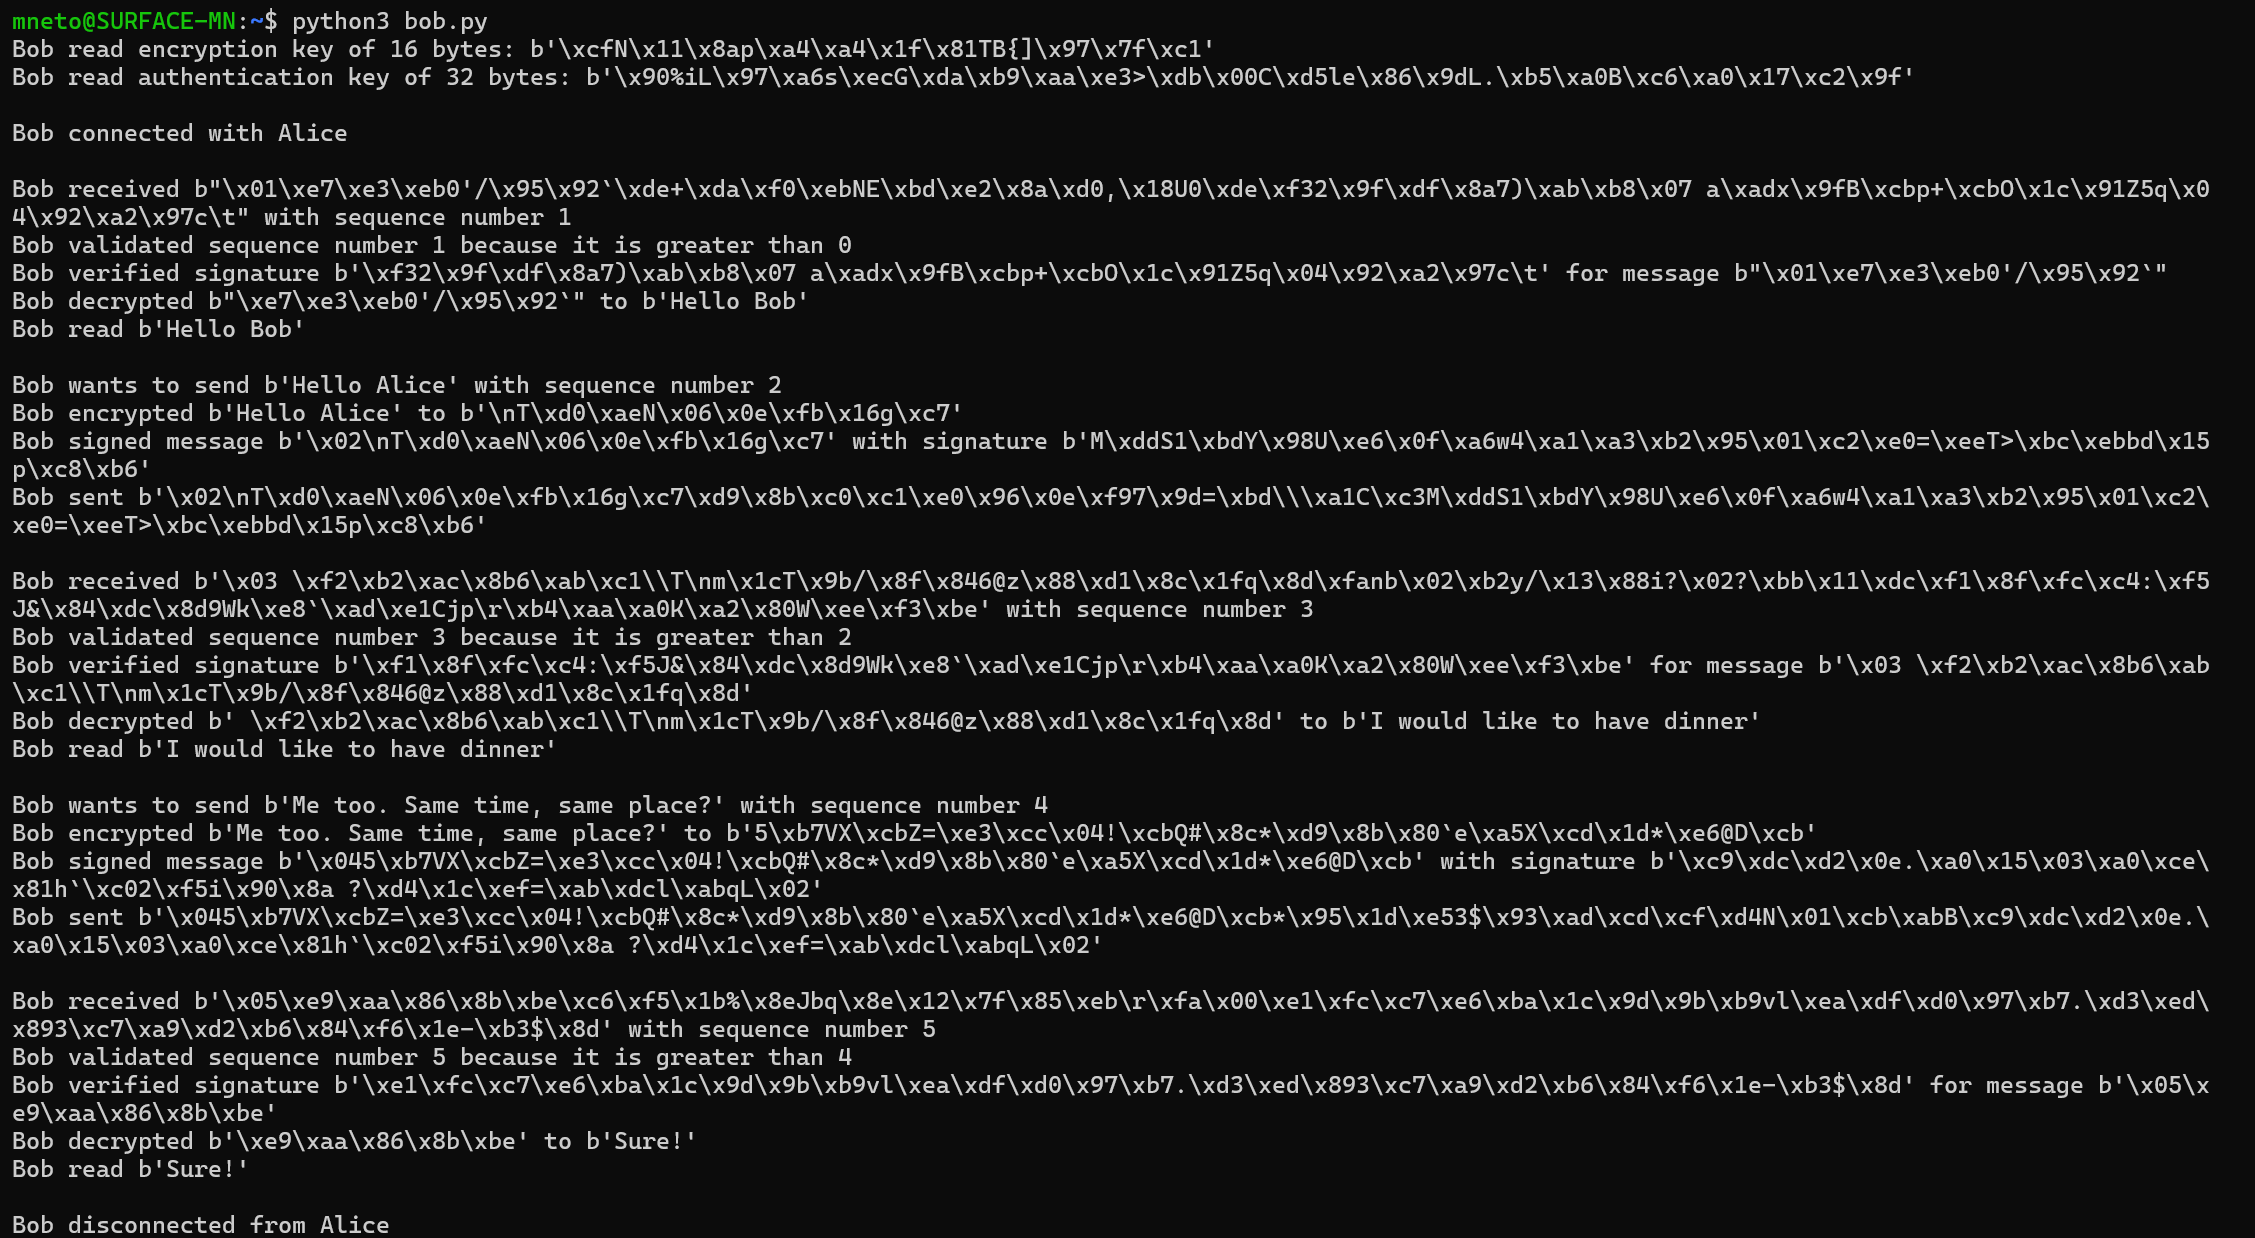 mneto@SURFACE-MN:~$ python3 bob.py
Bob read encryption key of 16 bytes: b'\xcfN\x11\x8ap\xa4\xa4\x1f\x81TB{]\x97\x7f\xc1'
Bob read authentication key of 32 bytes: b'\x90%iL\x97\xa6s\xecG\xda\xb9\xaa\xe3>\xdb\x00C\xd5le\x86\x9dL.\xb5\xa0B\xc6\xa0\x17\xc2\x9f'
Bob connected with Alice
Bob received b"\x01\xe7\xe3\xeb0'/\x95\x92`\xde+\xda\xf0\xebNE\xbd\xe2\x8a\xd0,\x18U0\xde\xf32\x9f\xdf\x8a7)\xab\xb8\x07 a\xadx\x9fB\xcbp+\xcbO\x1c\x91Z5q\x0
4\x92\xa2\x97c\t" with sequence number 1
Bob validated sequence number 1 because it is greater than 0
Bob verified signature b'\xf32\x9f\xdf\x8a7)\xab\xb8\x07 a\xadx\x9fB\xcbp+\xcbO\x1c\x91Z5q\x04\x92\xa2\x97c\t' for message b"\x01\xe7\xe3\xeb0'/\x95\x92`"
Bob decrypted b"\xe7\xe3\xeb0'/\x95\x92`" to b'Hello Bob'
Bob read b'Hello Bob'
Bob wants to send b'Hello Alice' with sequence number 2
Bob encrypted b'Hello Alice' to b'\nT\xd0\xaeN\x06\x0e\xfb\x16g\xc7'
Bob signed message b'\x02\nT\xd0\xaeN\x06\x0e\xfb\x16g\xc7' with signature b'M\xddS1\xbdY\x98U\xe6\x0f\xa6w4\xa1\xa3\xb2\x95\x01\xc2\xe0=\xeeT>\xbc\xebbd\x15
p\xc8\xb6'
Bob sent b'\x02\nT\xd0\xaeN\x06\x0e\xfb\x16g\xc7\xd9\x8b\xc0\xc1\xe0\x96\x0e\xf97\x9d=\xbd\\\xa1C\xc3M\xddS1\xbdY\x98U\xe6\x0f\xa6w4\xa1\xa3\xb2\x95\x01\xc2\
xe0=\xeeT>\xbc\xebbd\x15p\xc8\xb6'
Bob received b'\x03 \xf2\xb2\xac\x8b6\xab\xc1\\T\nm\x1cT\x9b/\x8f\x846@z\x88\xd1\x8c\x1fq\x8d\xfanb\x02\xb2y/\x13\x88i?\x02?\xbb\x11\xdc\xf1\x8f\xfc\xc4:\xf5
J&\x84\xdc\x8d9Wk\xe8`\xad\xe1Cjp\r\xb4\xaa\xa0K\xa2\x80W\xee\xf3\xbe' with sequence number 3
Bob validated sequence number 3 because it is greater than 2
Bob verified signature b'\xf1\x8f\xfc\xc4:\xf5J&\x84\xdc\x8d9Wk\xe8`\xad\xe1Cjp\r\xb4\xaa\xa0K\xa2\x80W\xee\xf3\xbe' for message b'\x03 \xf2\xb2\xac\x8b6\xab
\xc1\\T\nm\x1cT\x9b/\x8f\x846@z\x88\xd1\x8c\x1fq\x8d'
Bob decrypted b' \xf2\xb2\xac\x8b6\xab\xc1\\T\nm\x1cT\x9b/\x8f\x846@z\x88\xd1\x8c\x1fq\x8d' to b'I would like to have dinner'
Bob read b'I would like to have dinner'
Bob wants to send b'Me too. Same time, same place?' with sequence number 4
Bob encrypted b'Me too. Same time, same place?' to b'5\xb7VX\xcbZ=\xe3\xcc\x04!\xcbQ#\x8c*\xd9\x8b\x80`e\xa5X\xcd\x1d*\xe6@D\xcb'
Bob signed message b'\x045\xb7VX\xcbZ=\xe3\xcc\x04!\xcbQ#\x8c*\xd9\x8b\x80`e\xa5X\xcd\x1d*\xe6@D\xcb' with signature b'\xc9\xdc\xd2\x0e.\xa0\x15\x03\xa0\xce\
x81h`\xc02\xf5i\x90\x8a ?\xd4\x1c\xef=\xab\xdcl\xabqL\x02'
Bob sent b'\x045\xb7VX\xcbZ=\xe3\xcc\x04!\xcbQ#\x8c*\xd9\x8b\x80`e\xa5X\xcd\x1d*\xe6@D\xcb*\x95\x1d\xe53$\x93\xad\xcd\xcf\xd4N\x01\xcb\xabB\xc9\xdc\xd2\x0e.\
xa0\x15\x03\xa0\xce\x81h`\xc02\xf5i\x90\x8a ?\xd4\x1c\xef=\xab\xdcl\xabqL\x02'
Bob received b'\x05\xe9\xaa\x86\x8b\xbe\xc6\xf5\x1b%\x8eJbq\x8e\x12\x7f\x85\xeb\r\xfa\x00\xe1\xfc\xc7\xe6\xba\x1c\x9d\x9b\xb9vl\xea\xdf\xd0\x97\xb7.\xd3\xed\
x893\xc7\xa9\xd2\xb6\x84\xf6\x1e-\xb3$\x8d' with sequence number 5
Bob validated sequence number 5 because it is greater than 4
Bob verified signature b'\xe1\xfc\xc7\xe6\xba\x1c\x9d\x9b\xb9vl\xea\xdf\xd0\x97\xb7.\xd3\xed\x893\xc7\xa9\xd2\xb6\x84\xf6\x1e-\xb3$\x8d' for message b'\x05\x
e9\xaa\x86\x8b\xbe'
Bob decrypted b'\xe9\xaa\x86\x8b\xbe' to b'Sure!'
Bob read b'Sure!'
Bob disconnected from Alice